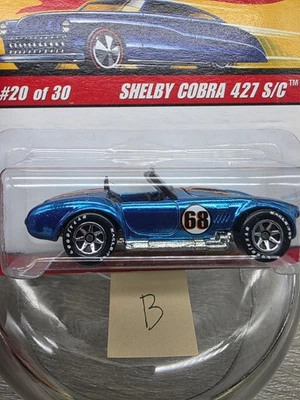 #20 of 30
SHELBY COBRA 427 S/C™
68
B